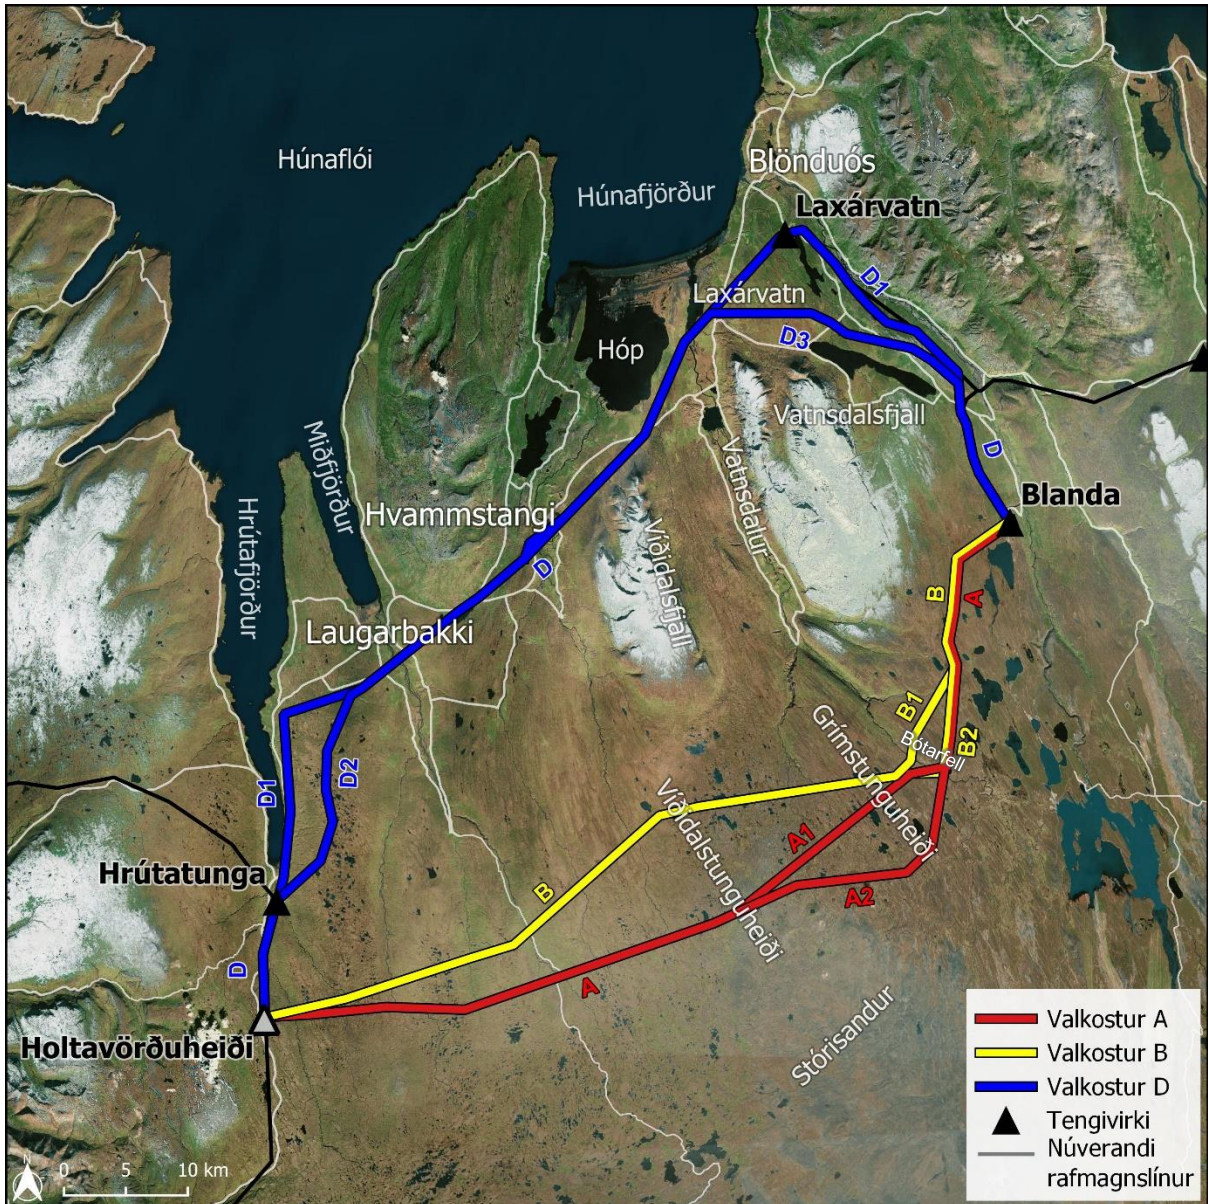 Húnaflói
Blönduós
Húnafjörður
Laxárvatn
D1
Laxárvatn
D3
Hóp
Vatnsdalsfjall
Miðfjörður
Vatnsdalur
D
Blanda
Hrútafjörður
Hvammstangi
Víðidalsfjall
D
B
A
Laugarbakki
B1
Grímstunguheiði
B2
Bótarfell
D1
D2
Víðidalstunguheiði
A1
Hrútatunga
B
A2
D
A
Stórisandur
Holtavörðuheiði
Valkostur A
Valkostur B
Valkostur D
Tengivirki
Núverandi
rafmagnslínur
N
0 5 10 km